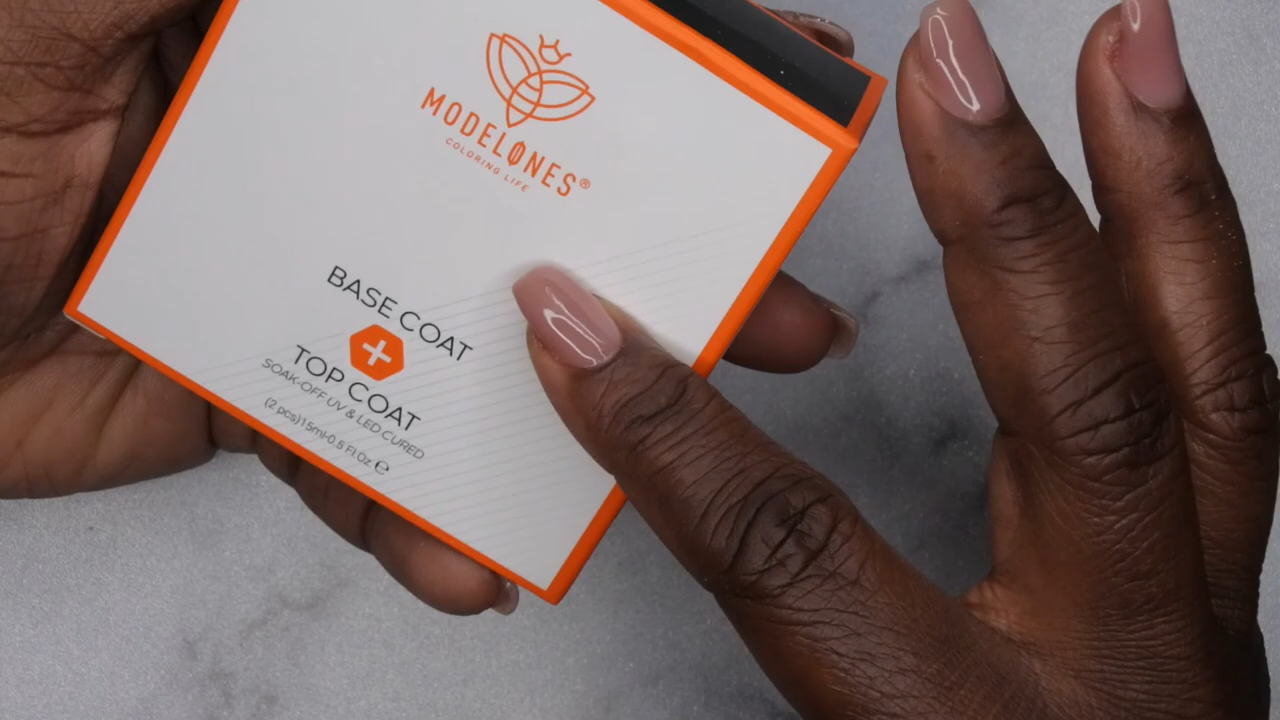 MODELONES®
COLORING LIFE
BASE COAT
+
TOP COAT
SOAK-OFF UV & LED CURED
(2 pcs)15ml·0.5 Fl.Oz ℮